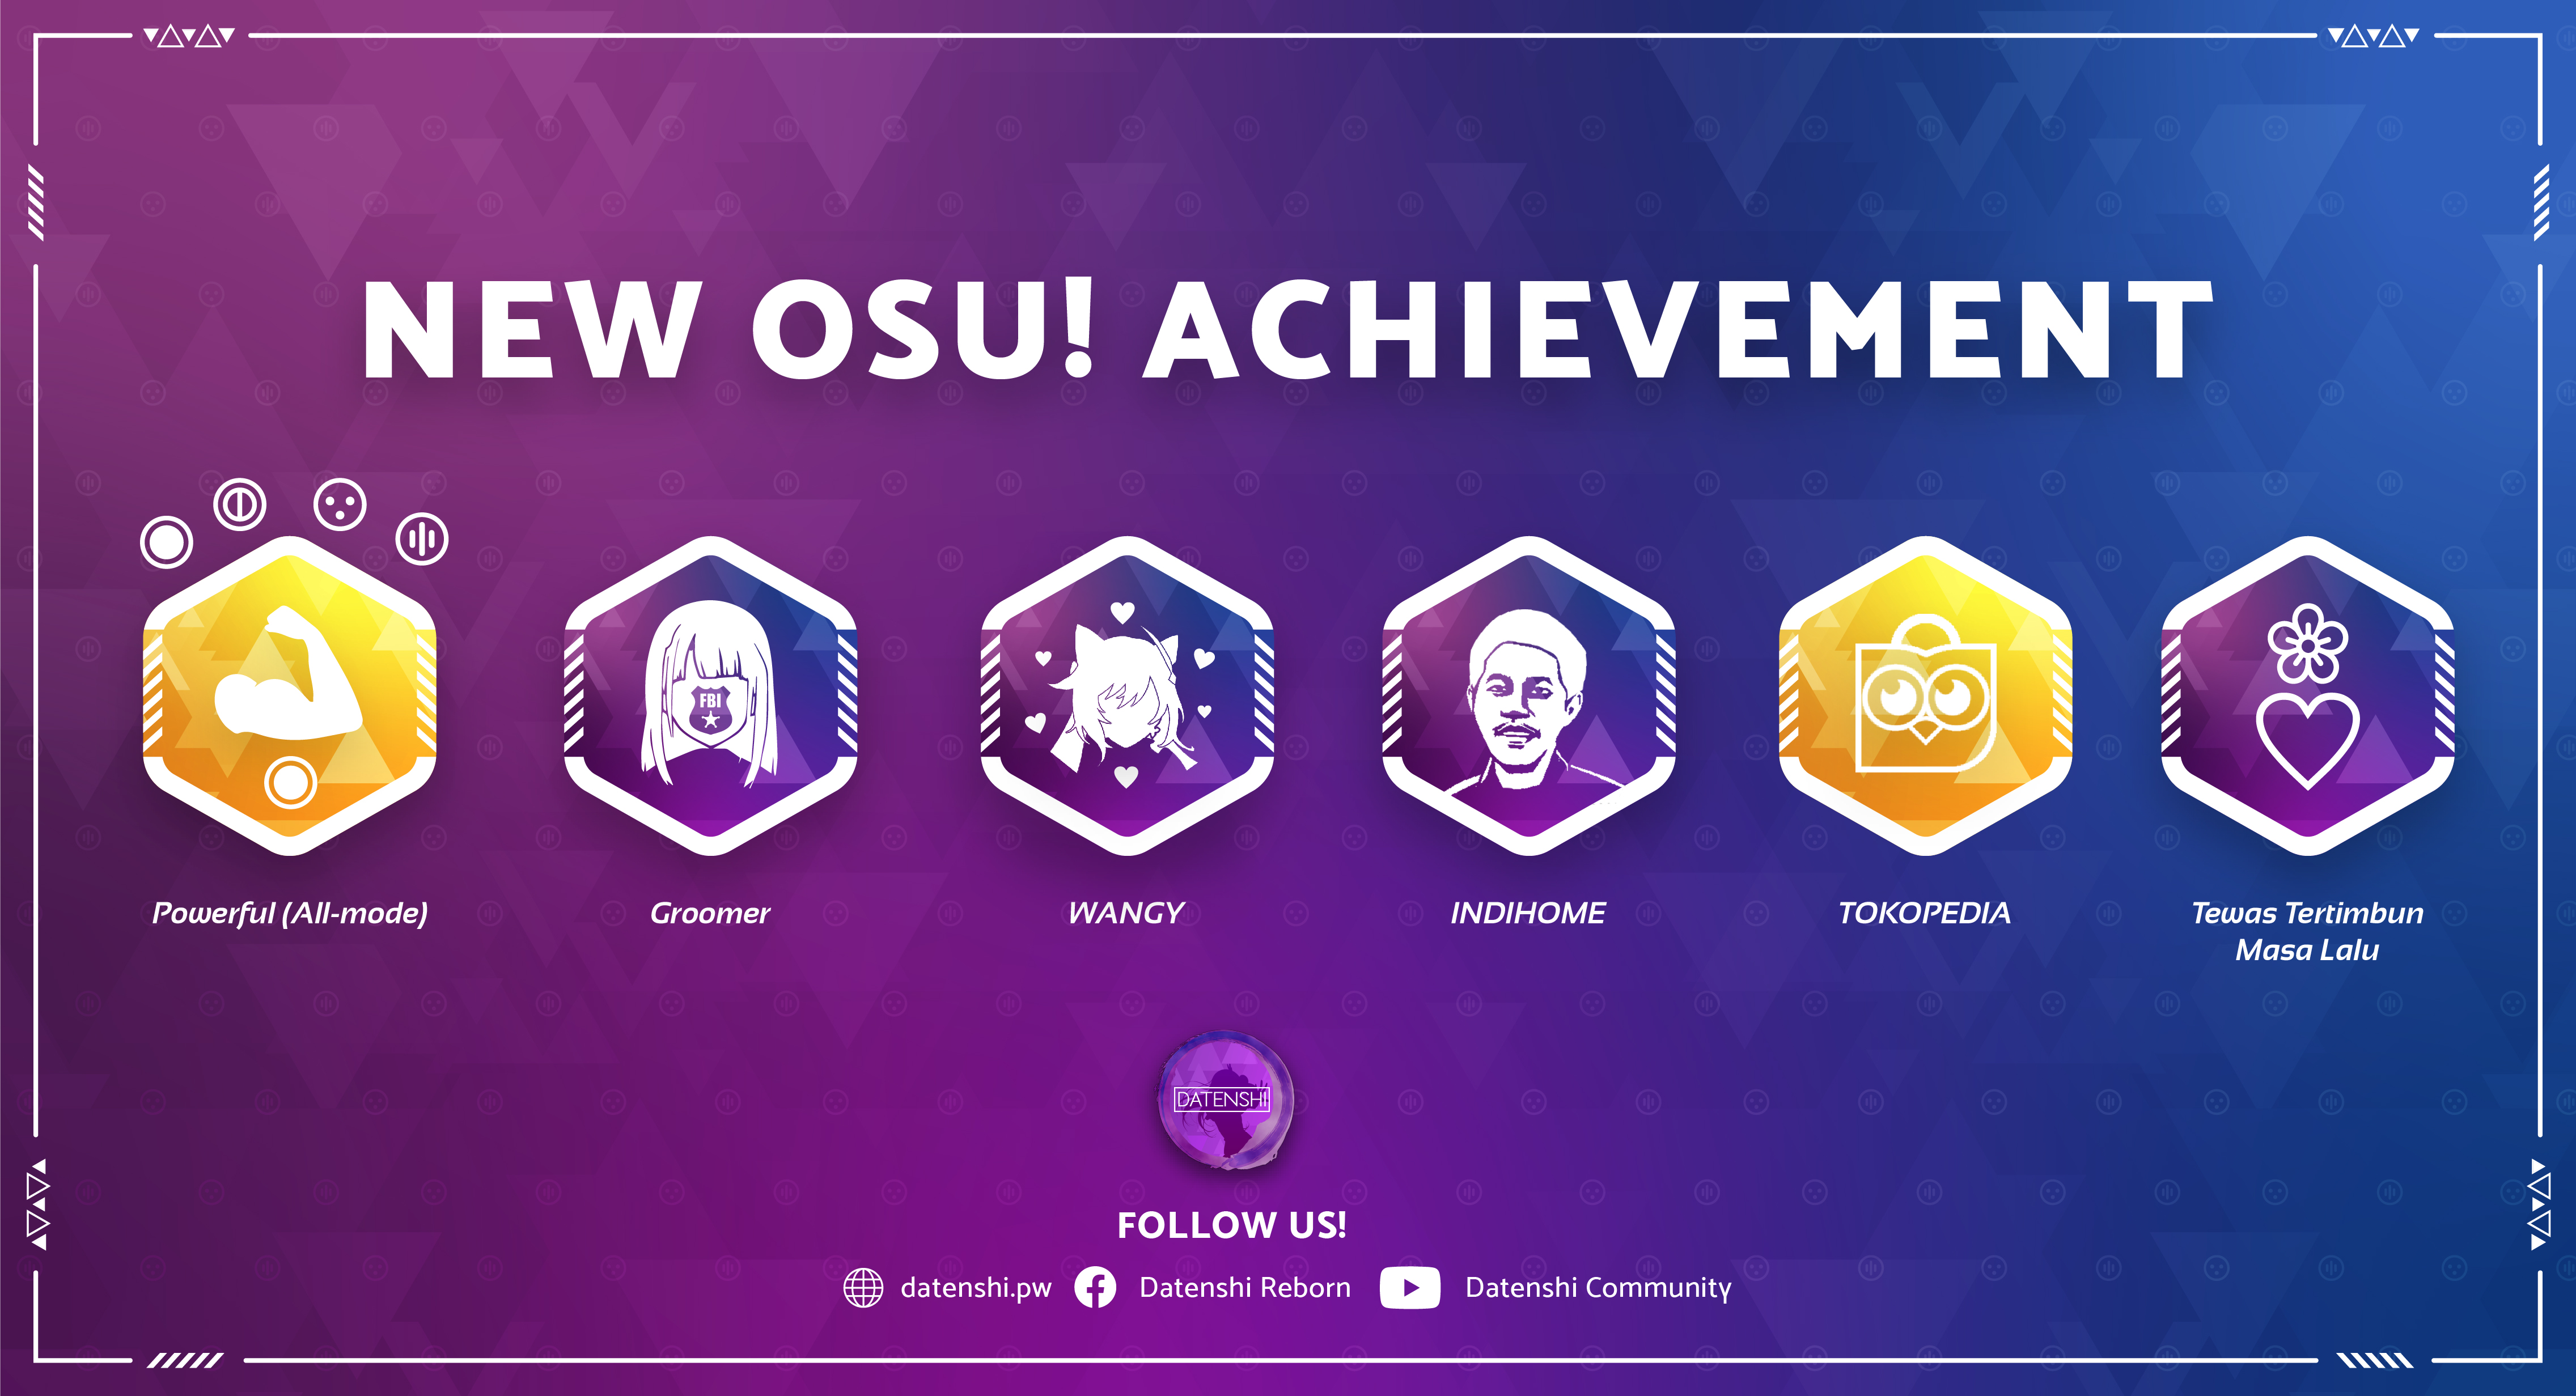 NEW OSU! ACHIEVEMENT
FBI
Powerful (All-mode)
Groomer
WANGY
INDIHOME
TOKOPEDIA
Tewas Tertimbun
Masa Lalu
DATENSHI
FOLLOW US!
datenshi.pw
Datenshi Reborn
Datenshi Community